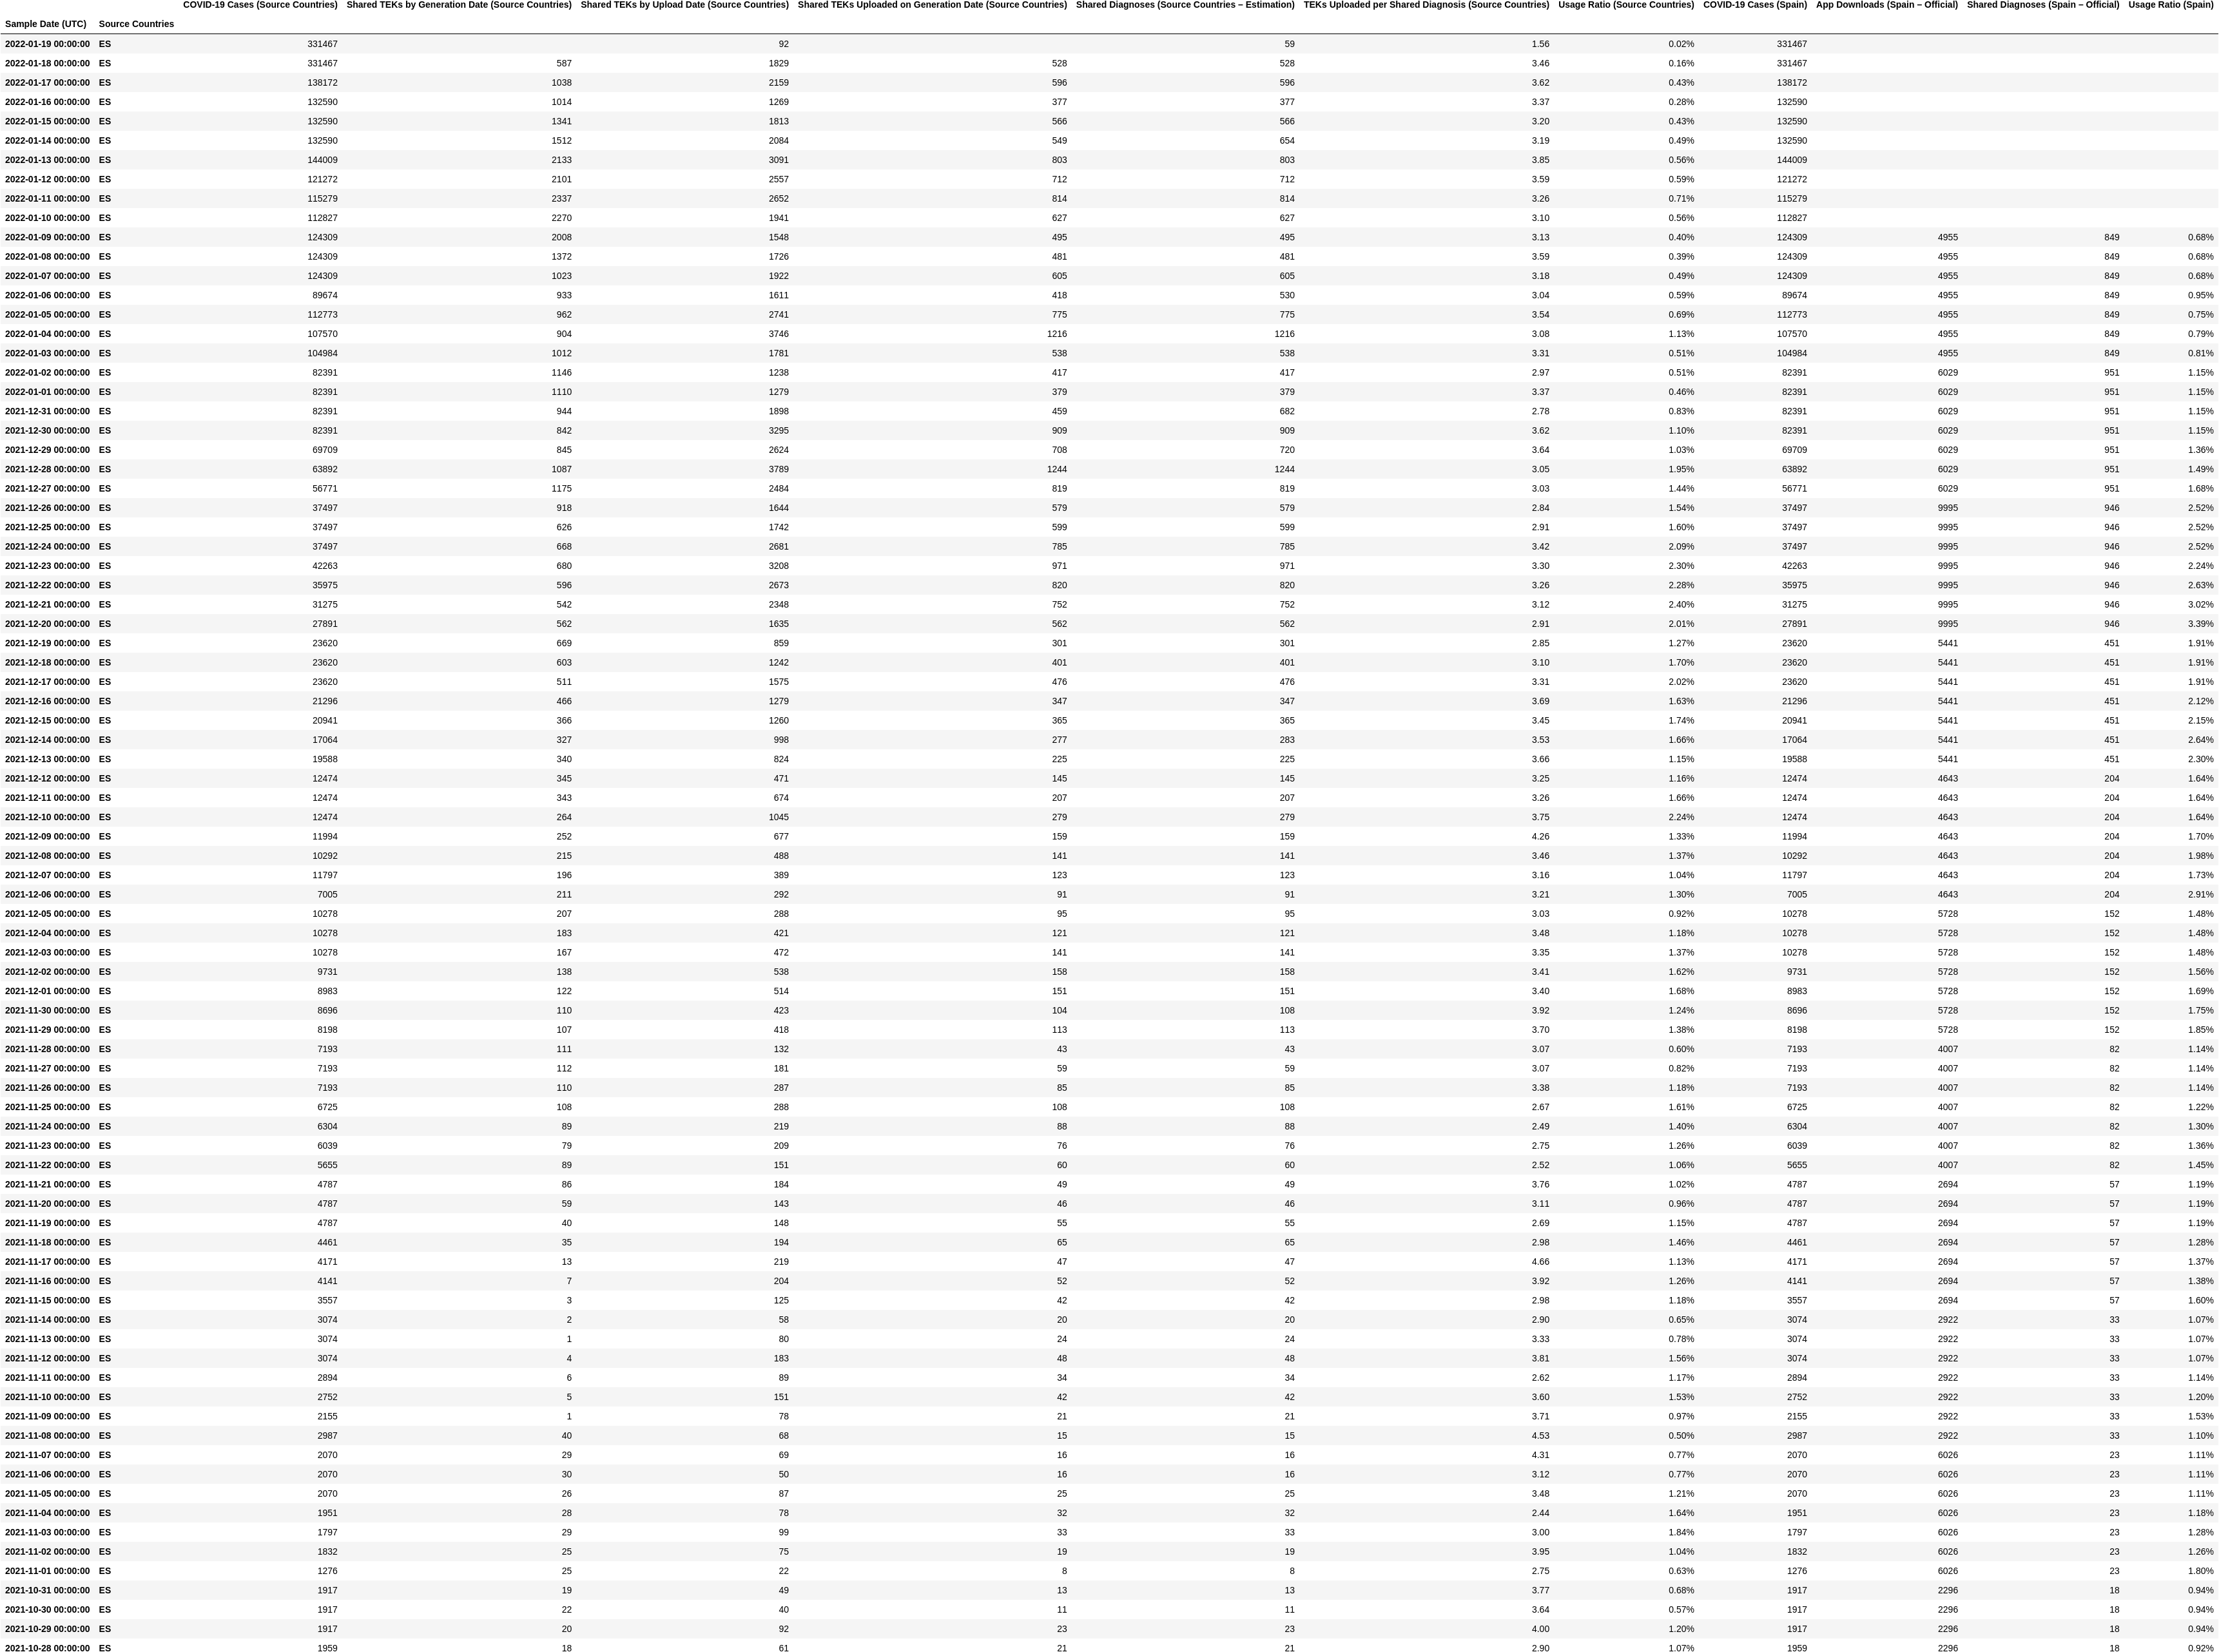 COVID-19 Cases (Source Countries) Shared TEKs by Generation Date (Source Countries) Shared TEKs by Upload Date (Source Countries) Shared TEKs Uploaded on Generation Date (Source Countries) Shared Diagnoses (Source Countries – Estimation) TEKs Uploaded per Shared Diagnosis (Source Countries) Usage Ratio (Source Countries) COVID-19 Cases (Spain) App Downloads (Spain – Official) Shared Diagnoses (Spain – Official) Usage Ratio (Spain)
Sample Date (UTC) Source Countries
2022-01-19 00:00:00 ES 331467 92 59 1.56 0.02% 331467
2022-01-18 00:00:00 ES 331467 587 1829 528 528 3.46 0.16% 331467
2022-01-17 00:00:00 ES 138172 1038 2159 596 596 3.62 0.43% 138172
2022-01-16 00:00:00 ES 132590 1014 1269 377 377 3.37 0.28% 132590
2022-01-15 00:00:00 ES 132590 1341 1813 566 566 3.20 0.43% 132590
2022-01-14 00:00:00 ES 132590 1512 2084 549 654 3.19 0.49% 132590
2022-01-13 00:00:00 ES 144009 2133 3091 803 803 3.85 0.56% 144009
2022-01-12 00:00:00 ES 121272 2101 2557 712 712 3.59 0.59% 121272
2022-01-11 00:00:00 ES 115279 2337 2652 814 814 3.26 0.71% 115279
2022-01-10 00:00:00 ES 112827 2270 1941 627 627 3.10 0.56% 112827
2022-01-09 00:00:00 ES 124309 2008 1548 495 495 3.13 0.40% 124309 4955 849 0.68%
2022-01-08 00:00:00 ES 124309 1372 1726 481 481 3.59 0.39% 124309 4955 849 0.68%
2022-01-07 00:00:00 ES 124309 1023 1922 605 605 3.18 0.49% 124309 4955 849 0.68%
2022-01-06 00:00:00 ES 89674 933 1611 418 530 3.04 0.59% 89674 4955 849 0.95%
2022-01-05 00:00:00 ES 112773 962 2741 775 775 3.54 0.69% 112773 4955 849 0.75%
2022-01-04 00:00:00 ES 107570 904 3746 1216 1216 3.08 1.13% 107570 4955 849 0.79%
2022-01-03 00:00:00 ES 104984 1012 1781 538 538 3.31 0.51% 104984 4955 849 0.81%
2022-01-02 00:00:00 ES 82391 1146 1238 417 417 2.97 0.51% 82391 6029 951 1.15%
2022-01-01 00:00:00 ES 82391 1110 1279 379 379 3.37 0.46% 82391 6029 951 1.15%
2021-12-31 00:00:00 ES 82391 944 1898 459 682 2.78 0.83% 82391 6029 951 1.15%
2021-12-30 00:00:00 ES 82391 842 3295 909 909 3.62 1.10% 82391 6029 951 1.15%
2021-12-29 00:00:00 ES 69709 845 2624 708 720 3.64 1.03% 69709 6029 951 1.36%
2021-12-28 00:00:00 ES 63892 1087 3789 1244 1244 3.05 1.95% 63892 6029 951 1.49%
2021-12-27 00:00:00 ES 56771 1175 2484 819 819 3.03 1.44% 56771 6029 951 1.68%
2021-12-26 00:00:00 ES 37497 918 1644 579 579 2.84 1.54% 37497 9995 946 2.52%
2021-12-25 00:00:00 ES 37497 626 1742 599 599 2.91 1.60% 37497 9995 946 2.52%
2021-12-24 00:00:00 ES 37497 668 2681 785 785 3.42 2.09% 37497 9995 946 2.52%
2021-12-23 00:00:00 ES 42263 680 3208 971 971 3.30 2.30% 42263 9995 946 2.24%
2021-12-22 00:00:00 ES 35975 596 2673 820 820 3.26 2.28% 35975 9995 946 2.63%
2021-12-21 00:00:00 ES 31275 542 2348 752 752 3.12 2.40% 31275 9995 946 3.02%
2021-12-20 00:00:00 ES 27891 562 1635 562 562 2.91 2.01% 27891 9995 946 3.39%
2021-12-19 00:00:00 ES 23620 669 859 301 301 2.85 1.27% 23620 5441 451 1.91%
2021-12-18 00:00:00 ES 23620 603 1242 401 401 3.10 1.70% 23620 5441 451 1.91%
2021-12-17 00:00:00 ES 23620 511 1575 476 476 3.31 2.02% 23620 5441 451 1.91%
2021-12-16 00:00:00 ES 21296 466 1279 347 347 3.69 1.63% 21296 5441 451 2.12%
2021-12-15 00:00:00 ES 20941 366 1260 365 365 3.45 1.74% 20941 5441 451 2.15%
2021-12-14 00:00:00 ES 17064 327 998 277 283 3.53 1.66% 17064 5441 451 2.64%
2021-12-13 00:00:00 ES 19588 340 824 225 225 3.66 1.15% 19588 5441 451 2.30%
2021-12-12 00:00:00 ES 12474 345 471 145 145 3.25 1.16% 12474 4643 204 1.64%
2021-12-11 00:00:00 ES 12474 343 674 207 207 3.26 1.66% 12474 4643 204 1.64%
2021-12-10 00:00:00 ES 12474 264 1045 279 279 3.75 2.24% 12474 4643 204 1.64%
2021-12-09 00:00:00 ES 11994 252 677 159 159 4.26 1.33% 11994 4643 204 1.70%
2021-12-08 00:00:00 ES 10292 215 488 141 141 3.46 1.37% 10292 4643 204 1.98%
2021-12-07 00:00:00 ES 11797 196 389 123 123 3.16 1.04% 11797 4643 204 1.73%
2021-12-06 00:00:00 ES 7005 211 292 91 91 3.21 1.30% 7005 4643 204 2.91%
2021-12-05 00:00:00 ES 10278 207 288 95 95 3.03 0.92% 10278 5728 152 1.48%
2021-12-04 00:00:00 ES 10278 183 421 121 121 3.48 1.18% 10278 5728 152 1.48%
2021-12-03 00:00:00 ES 10278 167 472 141 141 3.35 1.37% 10278 5728 152 1.48%
2021-12-02 00:00:00 ES 9731 138 538 158 158 3.41 1.62% 9731 5728 152 1.56%
2021-12-01 00:00:00 ES 8983 122 514 151 151 3.40 1.68% 8983 5728 152 1.69%
2021-11-30 00:00:00 ES 8696 110 423 104 108 3.92 1.24% 8696 5728 152 1.75%
2021-11-29 00:00:00 ES 8198 107 418 113 113 3.70 1.38% 8198 5728 152 1.85%
2021-11-28 00:00:00 ES 7193 111 132 43 43 3.07 0.60% 7193 4007 82 1.14%
2021-11-27 00:00:00 ES 7193 112 181 59 59 3.07 0.82% 7193 4007 82 1.14%
2021-11-26 00:00:00 ES 7193 110 287 85 85 3.38 1.18% 7193 4007 82 1.14%
2021-11-25 00:00:00 ES 6725 108 288 108 108 2.67 1.61% 6725 4007 82 1.22%
2021-11-24 00:00:00 ES 6304 89 219 88 88 2.49 1.40% 6304 4007 82 1.30%
2021-11-23 00:00:00 ES 6039 79 209 76 76 2.75 1.26% 6039 4007 82 1.36%
2021-11-22 00:00:00 ES 5655 89 151 60 60 2.52 1.06% 5655 4007 82 1.45%
2021-11-21 00:00:00 ES 4787 86 184 49 49 3.76 1.02% 4787 2694 57 1.19%
2021-11-20 00:00:00 ES 4787 59 143 46 46 3.11 0.96% 4787 2694 57 1.19%
2021-11-19 00:00:00 ES 4787 40 148 55 55 2.69 1.15% 4787 2694 57 1.19%
2021-11-18 00:00:00 ES 4461 35 194 65 65 2.98 1.46% 4461 2694 57 1.28%
2021-11-17 00:00:00 ES 4171 13 219 47 47 4.66 1.13% 4171 2694 57 1.37%
2021-11-16 00:00:00 ES 4141 7 204 52 52 3.92 1.26% 4141 2694 57 1.38%
2021-11-15 00:00:00 ES 3557 3 125 42 42 2.98 1.18% 3557 2694 57 1.60%
2021-11-14 00:00:00 ES 3074 2 58 20 20 2.90 0.65% 3074 2922 33 1.07%
2021-11-13 00:00:00 ES 3074 1 80 24 24 3.33 0.78% 3074 2922 33 1.07%
2021-11-12 00:00:00 ES 3074 4 183 48 48 3.81 1.56% 3074 2922 33 1.07%
2021-11-11 00:00:00 ES 2894 6 89 34 34 2.62 1.17% 2894 2922 33 1.14%
2021-11-10 00:00:00 ES 2752 5 151 42 42 3.60 1.53% 2752 2922 33 1.20%
2021-11-09 00:00:00 ES 2155 1 78 21 21 3.71 0.97% 2155 2922 33 1.53%
2021-11-08 00:00:00 ES 2987 40 68 15 15 4.53 0.50% 2987 2922 33 1.10%
2021-11-07 00:00:00 ES 2070 29 69 16 16 4.31 0.77% 2070 6026 23 1.11%
2021-11-06 00:00:00 ES 2070 30 50 16 16 3.12 0.77% 2070 6026 23 1.11%
2021-11-05 00:00:00 ES 2070 26 87 25 25 3.48 1.21% 2070 6026 23 1.11%
2021-11-04 00:00:00 ES 1951 28 78 32 32 2.44 1.64% 1951 6026 23 1.18%
2021-11-03 00:00:00 ES 1797 29 99 33 33 3.00 1.84% 1797 6026 23 1.28%
2021-11-02 00:00:00 ES 1832 25 75 19 19 3.95 1.04% 1832 6026 23 1.26%
2021-11-01 00:00:00 ES 1276 25 22 8 8 2.75 0.63% 1276 6026 23 1.80%
2021-10-31 00:00:00 ES 1917 19 49 13 13 3.77 0.68% 1917 2296 18 0.94%
2021-10-30 00:00:00 ES 1917 22 40 11 11 3.64 0.57% 1917 2296 18 0.94%
2021-10-29 00:00:00 ES 1917 20 92 23 23 4.00 1.20% 1917 2296 18 0.94%
2021-10-28 00:00:00 ES 1959 18 61 21 21 2.90 1.07% 1959 2296 18 0.92%